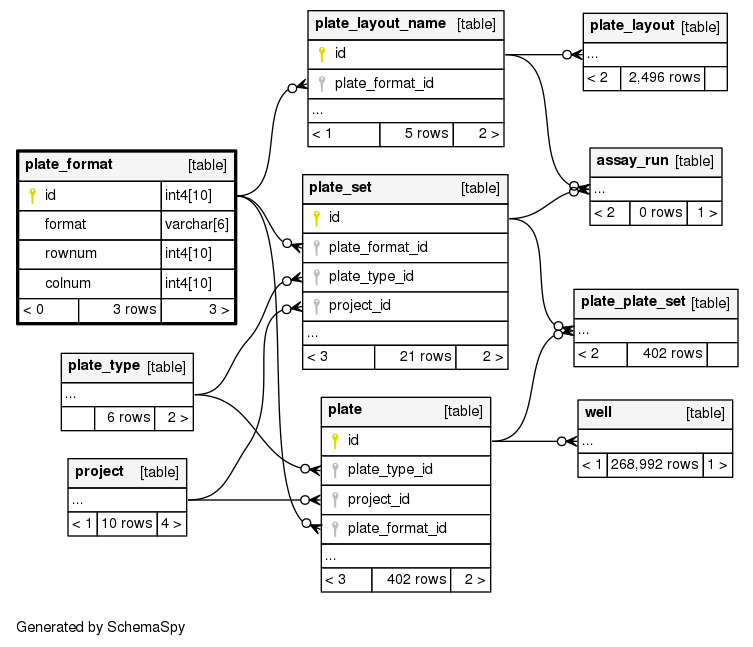 plate_layout_name [table]
id
plate_format_id
...
< 1 5 rows 2 >
plate_layout [table]
...
< 2 2,496 rows
assay_run [table]
...
< 2 0 rows 1 >
plate_format [table]
id int4[10]
format varchar[6]
rownum int4[10]
colnum int4[10]
< 0 3 rows 3 >
plate_set [table]
id
plate_format_id
plate_type_id
project_id
...
< 3 21 rows 2 >
plate_plate_set [table]
...
< 2 402 rows
plate_type [table]
...
6 rows 2 >
plate [table]
id
plate_type_id
project_id
plate_format_id
...
< 3 402 rows 2 >
well [table]
...
< 1 268,992 rows 1 >
project [table]
...
< 1 10 rows 4 >
Generated by SchemaSpy